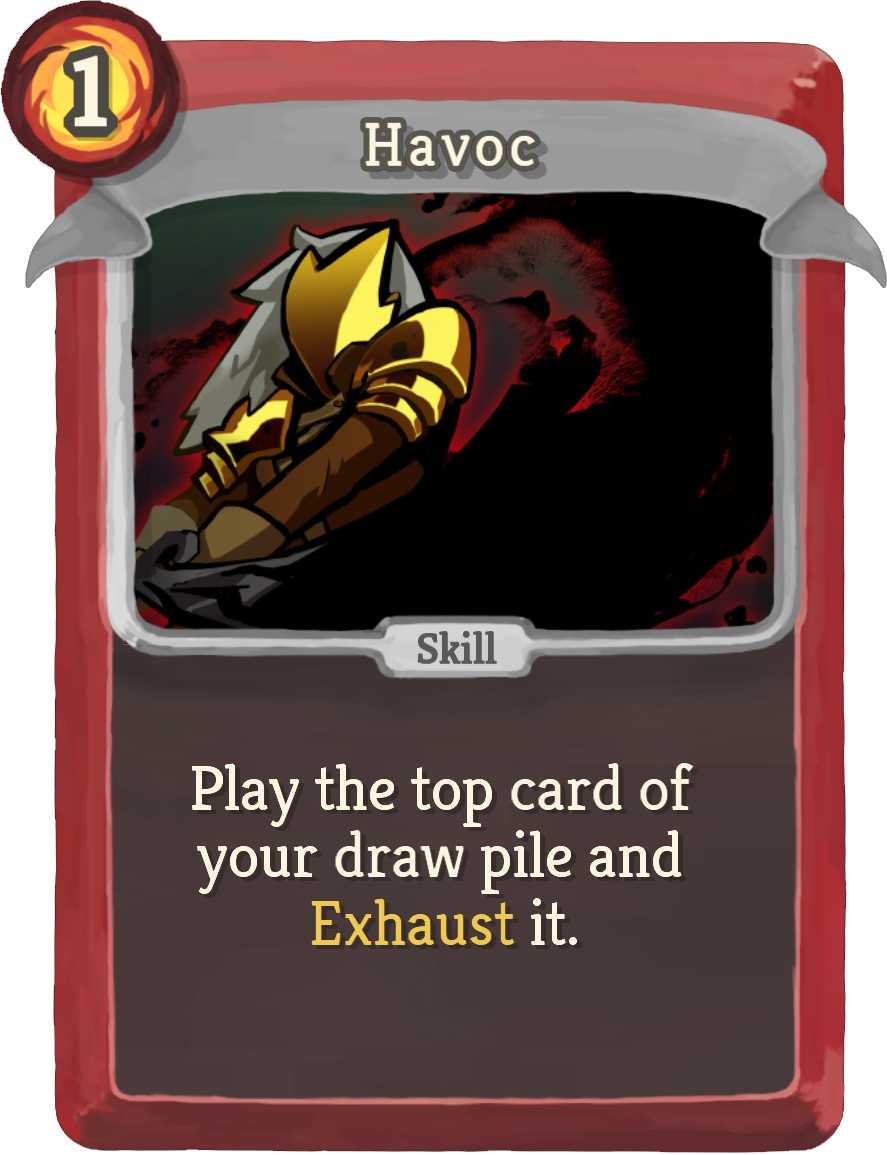 1
Havoc
Skill
Play the top card of
your draw pile and
Exhaust it.